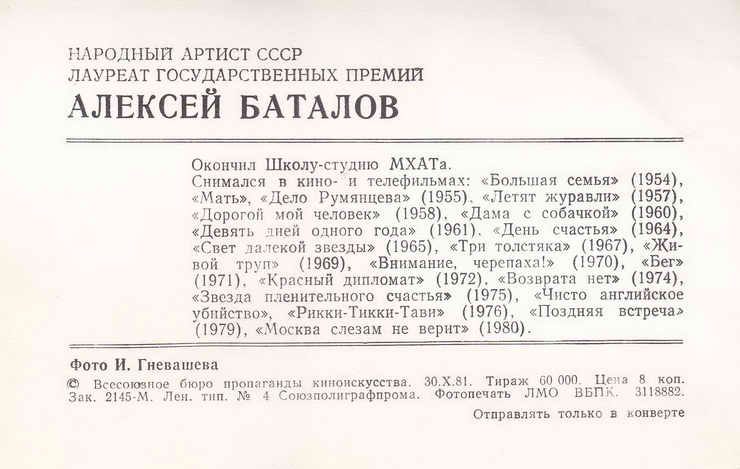 НАРОДНЫЙ АРТИСТ СССР
ЛАУРЕАТ ГОСУДАРСТВЕННЫХ ПРЕМИЙ
АЛЕКСЕЙ БАТАЛОВ
Окончил Школу-студию МХАТа.
Снимался в кино- и телефильмах: «Большая семья» (1954),
«Мать», «Дело Румянцева» (1955), «Летят журавли» (1957),
«Дорогой мой человек» (1958), «Дама с собачкой» (1960),
«Девять дней одного года» (1961), «День счастья» (1964),
«Свет далекой звезды» (1965), «Три толстяка» (1967), «Жи-
вой труп» (1969), «Внимание, черепаха!» (1970), «Бег»
(1971), «Красный дипломат» (1972), «Возврата нет» (1974),
«Звезда пленительного счастья» (1975), «Чисто английское
убийство», «Рикки-Тикки-Тави» (1976), «Поздняя встреча»
(1979), «Москва слезам не верит» (1980).
Фото И. Гневашева
© Всесоюзное бюро пропаганды киноискусства. 30.X.81. Тираж 60 000. Цена 8 коп.
Зак. 2145-М. Лен. тип. № 4 Союзполиграфпрома. Фотопечать ЛМО ВБПК. 3118882.
Отправлять только в конверте